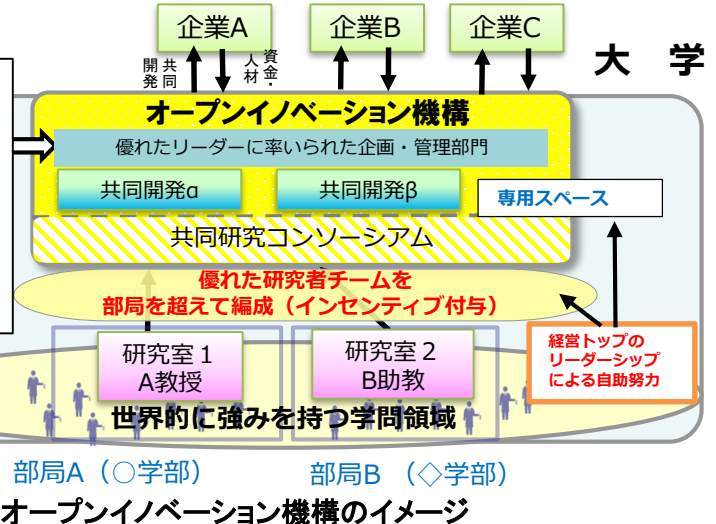 企業A
企業B
企業C
大 学
共同
開発
資金・
人材
オープンイノベーション機構
優れたリーダーに率いられた企画・管理部門
共同開発α
共同開発β
専用スペース
共同研究コンソーシアム
優れた研究者チームを
部局を超えて編成（インセンティブ付与）
研究室１
A教授
研究室２
B助教
経営トップの
リーダーシップ
による自助努力
世界的に強みを持つ学問領域
部局A（○学部）
部局B （◇学部）
オープンイノベーション機構のイメージ